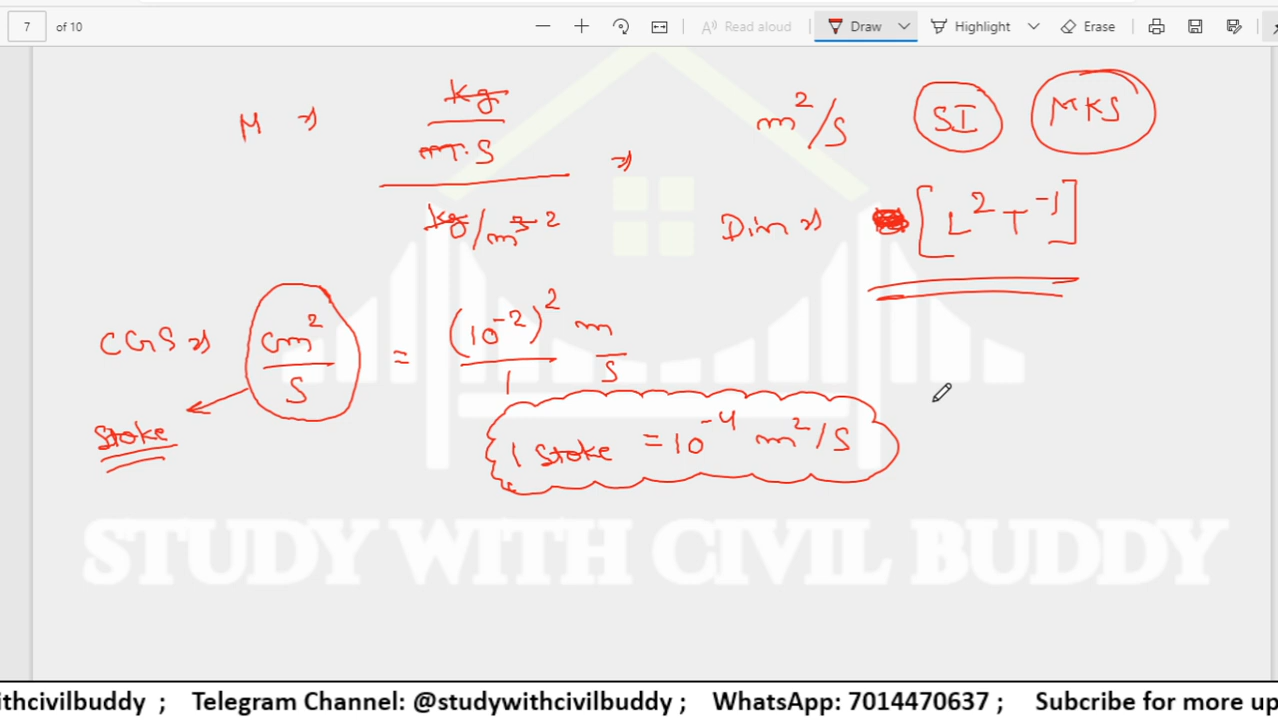 7 of 10 Read aloud Draw Highlight Erase
M ⇒ kg / mT. S / kg / m³ 2 ⇒ m²/S SI MKS
Dim ⇒ [L² T⁻¹]
CGS ⇒ cm²/S = (10⁻²)²/1 m/S
Stoke
1 Stoke = 10⁻⁴ m²/S
STUDY WITH CIVIL BUDDY
ithcivilbuddy ; Telegram Channel: @studywithcivilbuddy ; WhatsApp: 7014470637 ; Subcribe for more up